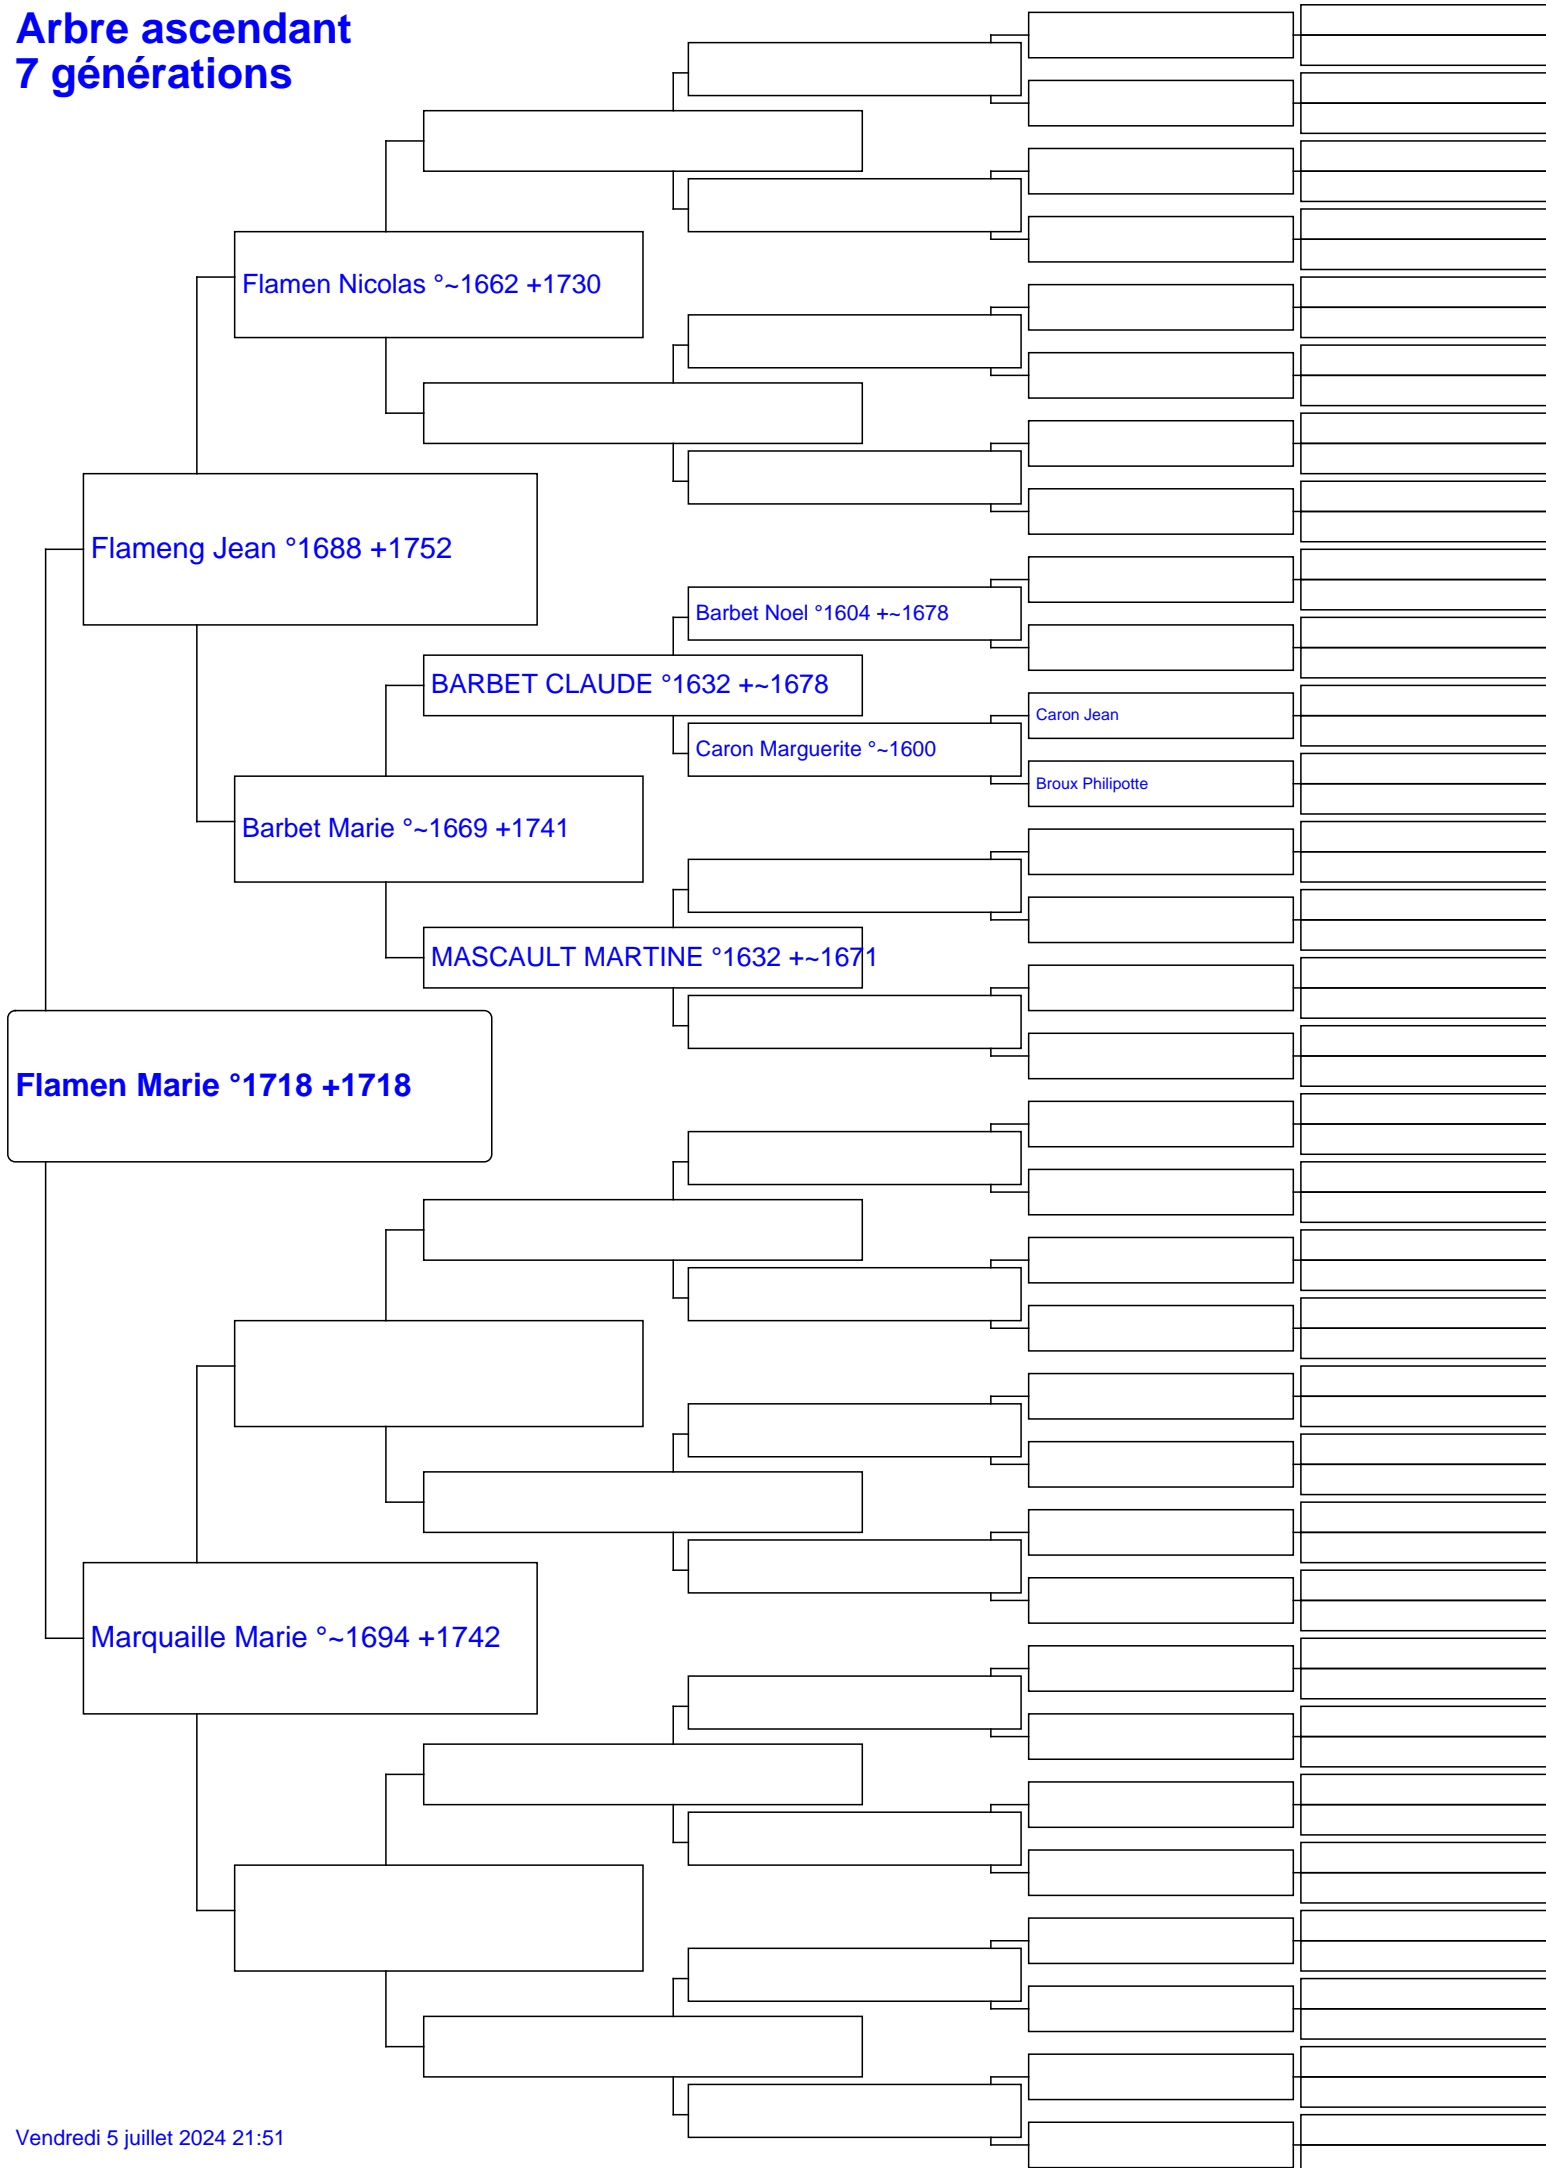 Arbre ascendant
7 générations
Flamen Nicolas °~1662 +1730
Flameng Jean °1688 +1752
Barbet Noel °1604 +~1678
BARBET CLAUDE °1632 +~1678
Caron Jean
Caron Marguerite °~1600
Broux Philipotte
Barbet Marie °~1669 +1741
MASCAULT MARTINE °1632 +~1671
Flamen Marie °1718 +1718
Marquaille Marie °~1694 +1742
Vendredi 5 juillet 2024 21:51